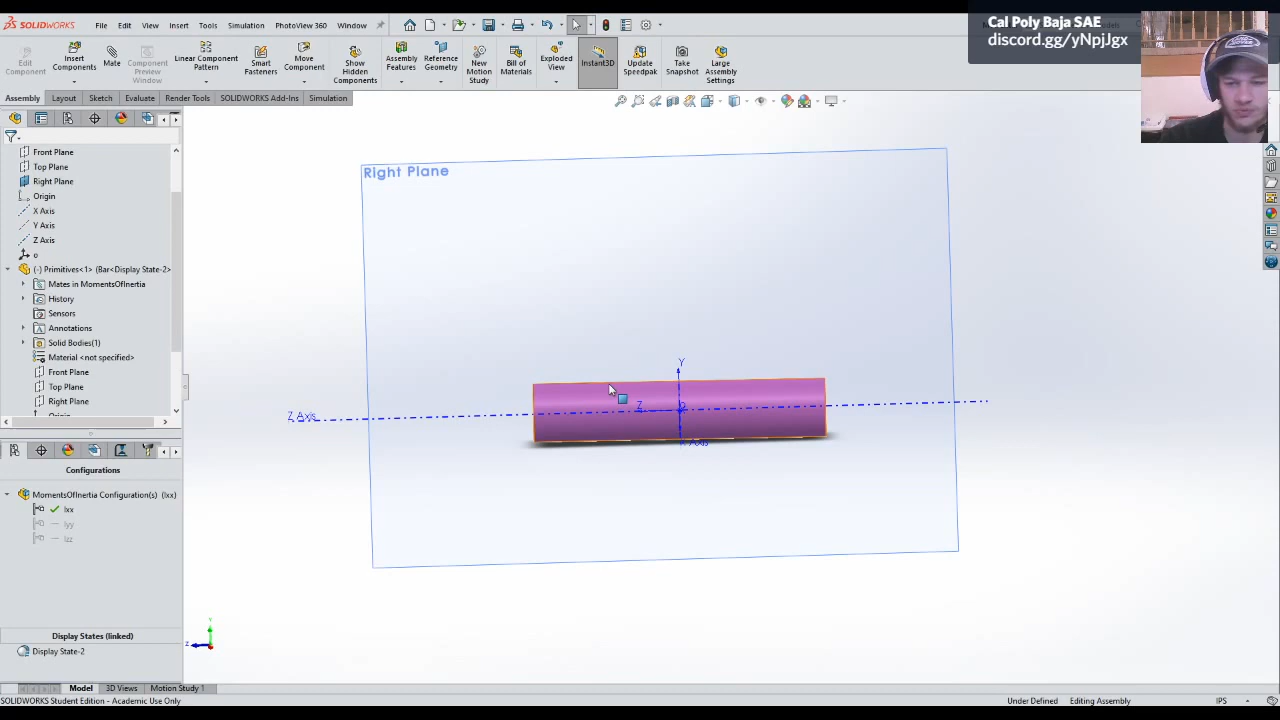 SOLIDWORKS
File Edit View Insert Tools Simulation PhotoView 360 Window
Cal Poly Baja SAE
discord.gg/yNpjJgx
Edit Component
Insert Components
Mate
Component Preview Window
Linear Component Pattern
Smart Fasteners
Move Component
Show Hidden Components
Assembly Features
Reference Geometry
New Motion Study
Bill of Materials
Exploded View
Instant3D
Update Speedpak
Take Snapshot
Large Assembly Settings
Assembly Layout Sketch Evaluate Render Tools SOLIDWORKS Add-Ins Simulation
Front Plane
Top Plane
Right Plane
Origin
X Axis
Y Axis
Z Axis
o
(-) Primitives<1> (Bar<Display State-2>
Mates in MomentsOfInertia
History
Sensors
Annotations
Solid Bodies(1)
Material <not specified>
Front Plane
Top Plane
Right Plane
Right Plane
Y
Z Axis
Z
Configurations
MomentsOfInertia Configuration(s) (Ixx)
Ixx
Iyy
Izz
Display States (linked)
Display State-2
Y
Z
Model 3D Views Motion Study 1
SOLIDWORKS Student Edition - Academic Use Only
Under Defined Editing Assembly IPS